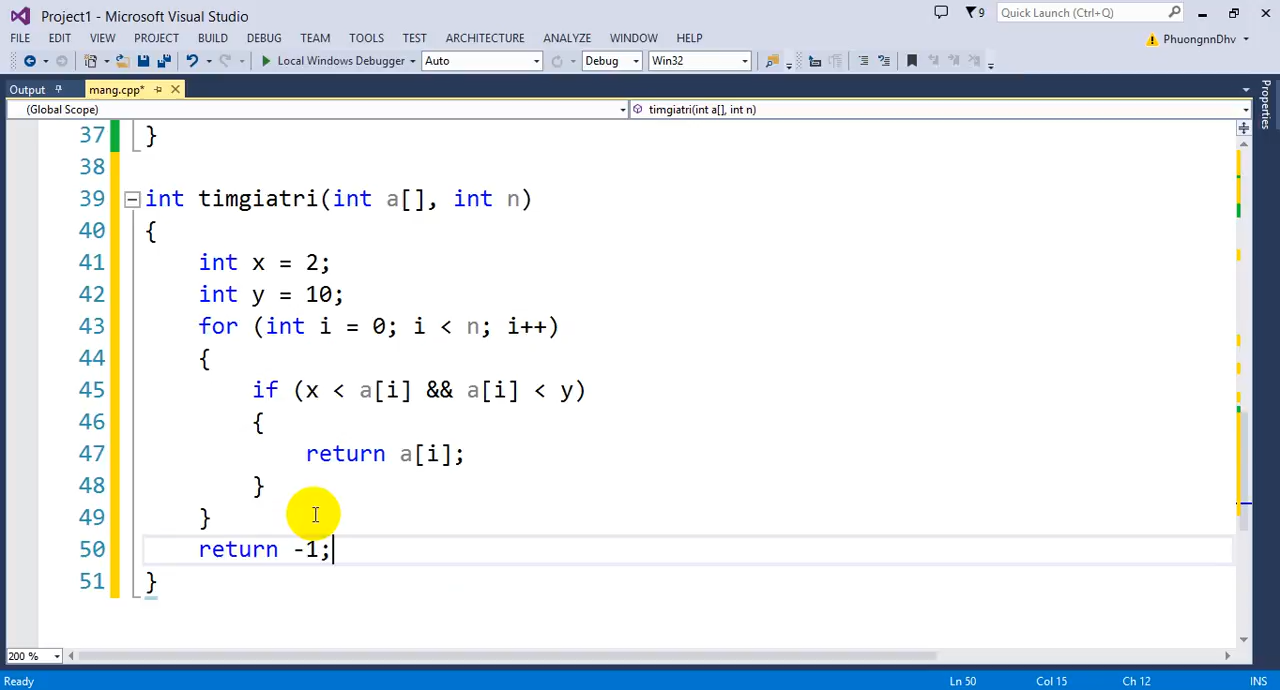 Project1 - Microsoft Visual Studio
9
Quick Launch (Ctrl+Q)
FILE EDIT VIEW PROJECT BUILD DEBUG TEAM TOOLS TEST ARCHITECTURE ANALYZE WINDOW HELP
PhuongnnDhv
Local Windows Debugger Auto Debug Win32
Output mang.cpp*
Properties
(Global Scope) timgiatri(int a[], int n)
37 }
38
39 int timgiatri(int a[], int n)
40 {
41 int x = 2;
42 int y = 10;
43 for (int i = 0; i < n; i++)
44 {
45 if (x < a[i] && a[i] < y)
46 {
47 return a[i];
48 }
49 }
50 return -1;
51 }
200 %
Ready Ln 50 Col 15 Ch 12 INS